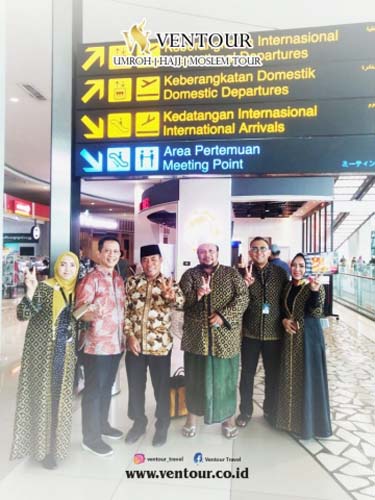 VENTOUR
UMROH | HAJJ | MOSLEM TOUR
Internasional
Departures
Keberangkatan Domestik
Domestic Departures
Kedatangan Internasional
International Arrivals
Area Pertemuan
Meeting Point
ventour_travel
Ventour Travel
www.ventour.co.id